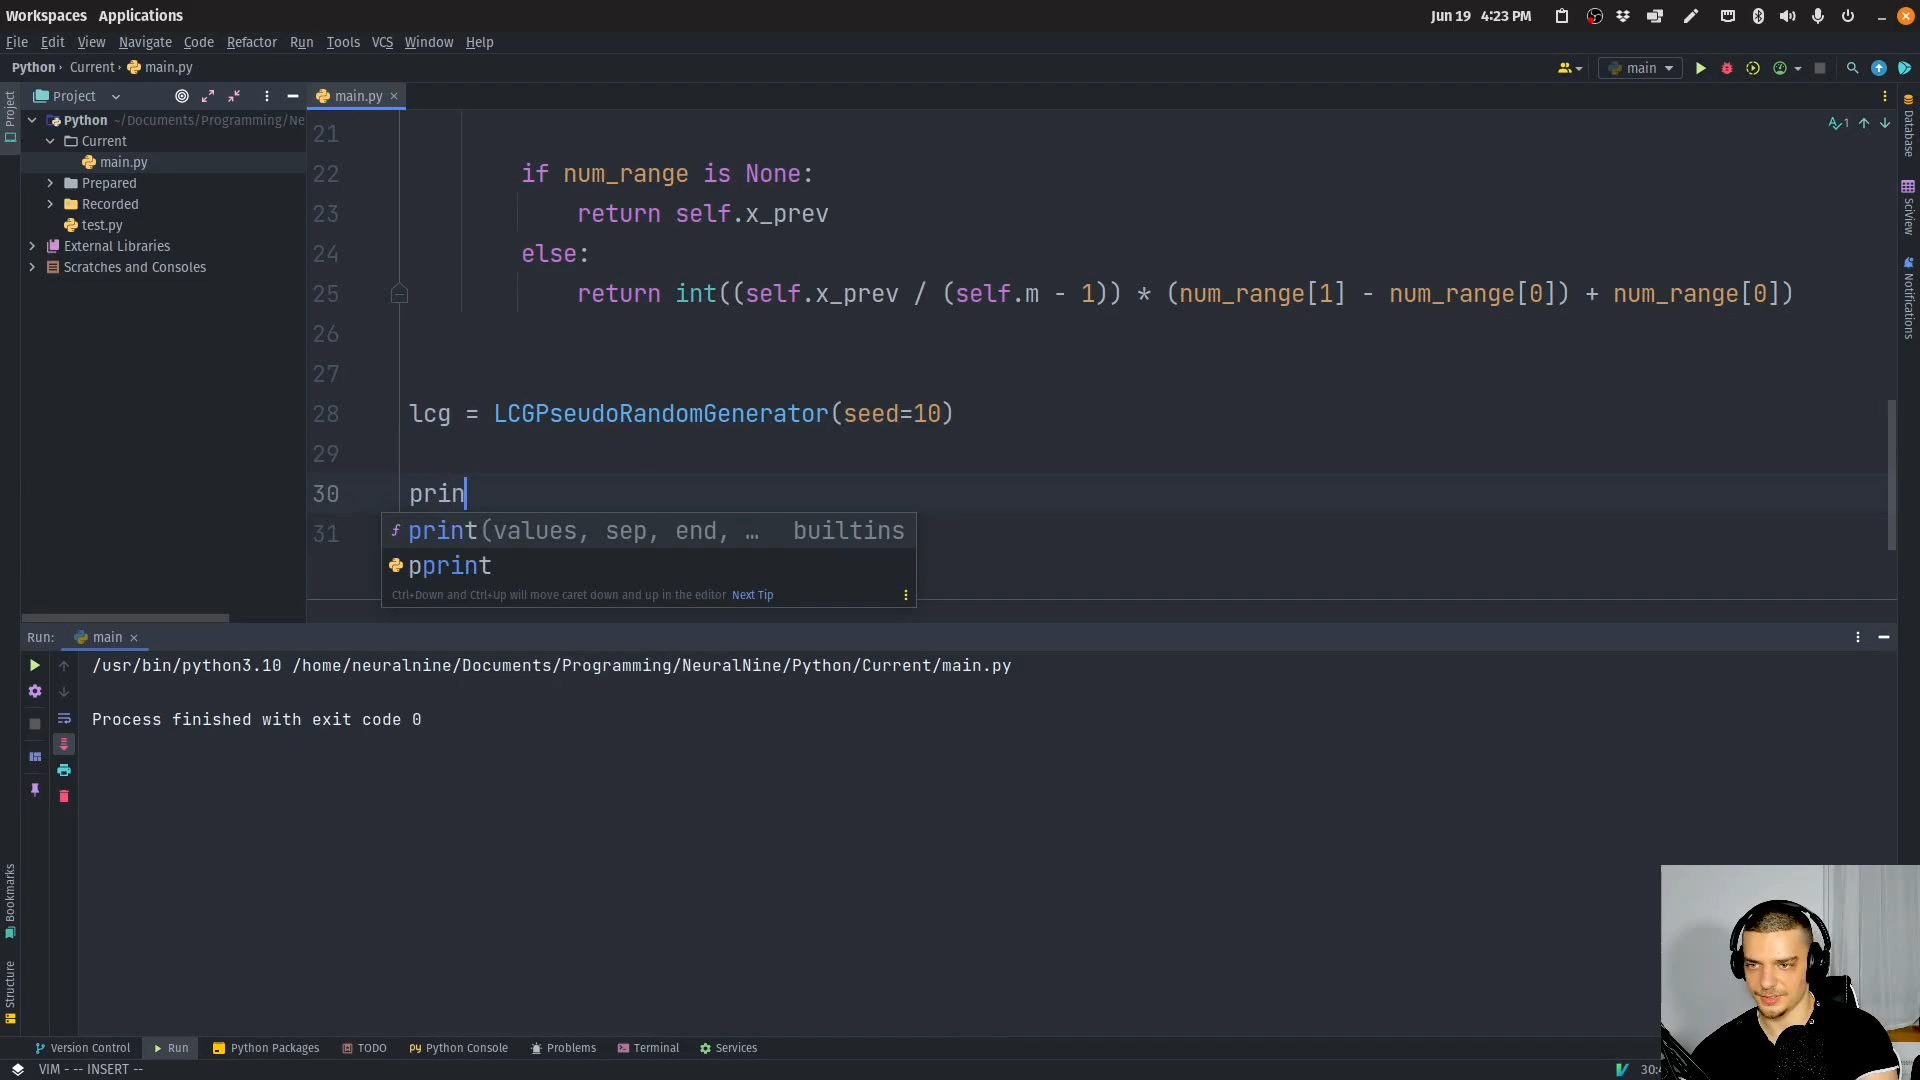 Workspaces Applications
Jun 19 4:23 PM
File Edit View Navigate Code Refactor Run Tools VCS Window Help
Python Current main.py
main
Project
main.py
Python ~/Documents/Programming/Ne
Current
main.py
Prepared
Recorded
test.py
External Libraries
Scratches and Consoles
Project
Bookmarks
Structure
Database
SciView
Notifications
1
21
22 if num_range is None:
23 return self.x_prev
24 else:
25 return int((self.x_prev / (self.m - 1)) * (num_range[1] - num_range[0]) + num_range[0])
26
27
28 lcg = LCGPseudoRandomGenerator(seed=10)
29
30 prin
31
print(values, sep, end, … builtins
pprint
Ctrl+Down and Ctrl+Up will move caret down and up in the editor Next Tip
Run: main
/usr/bin/python3.10 /home/neuralnine/Documents/Programming/NeuralNine/Python/Current/main.py
Process finished with exit code 0
Version Control Run Python Packages TODO Python Console Problems Terminal Services
VIM - -- INSERT --